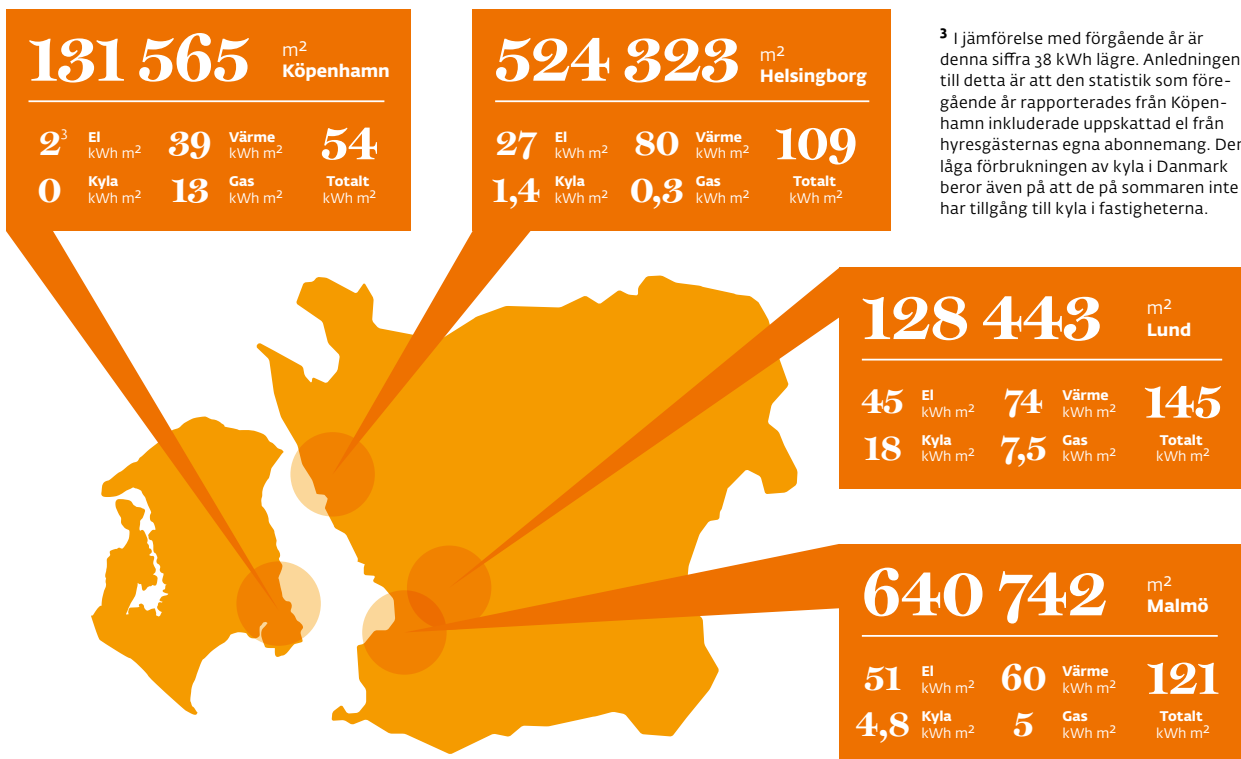 131 565 m² Köpenhamn
2³ El kWh m² 39 Värme kWh m² 54
0 Kyla kWh m² 13 Gas kWh m² Totalt kWh m²
524 323 m² Helsingborg
27 El kWh m² 80 Värme kWh m² 109
1,4 Kyla kWh m² 0,3 Gas kWh m² Totalt kWh m²
³ I jämförelse med förgående år är
denna siffra 38 kWh lägre. Anledningen
till detta är att den statistik som före-
gående år rapporterades från Köpen-
hamn inkluderade uppskattad el från
hyresgästernas egna abonnemang. Den
låga förbrukningen av kyla i Danmark
beror även på att de på sommaren inte
har tillgång till kyla i fastigheterna.
128 443 m² Lund
45 El kWh m² 74 Värme kWh m² 145
18 Kyla kWh m² 7,5 Gas kWh m² Totalt kWh m²
640 742 m² Malmö
51 El kWh m² 60 Värme kWh m² 121
4,8 Kyla kWh m² 5 Gas kWh m² Totalt kWh m²